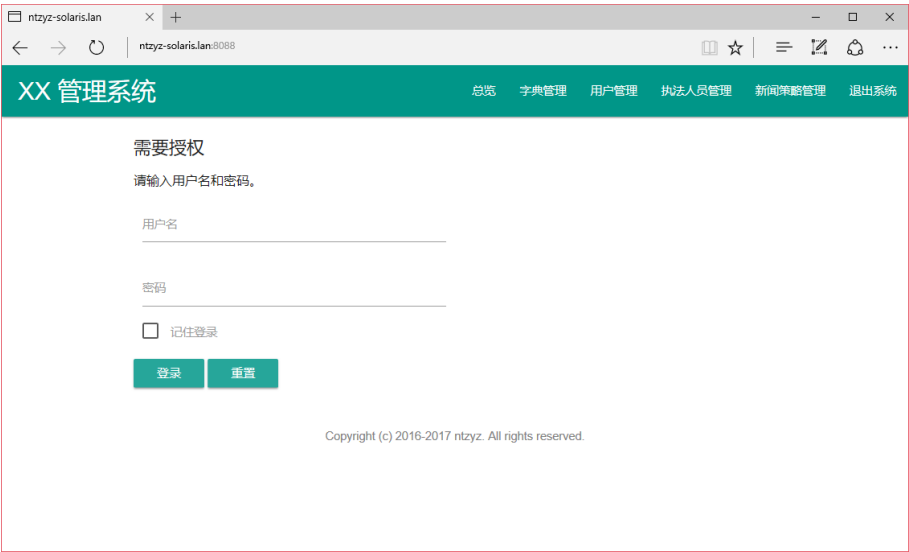 ntzyz-solaris.lan
ntzyz-solaris.lan:8088
XX 管理系统 总览 字典管理 用户管理 执法人员管理 新闻策略管理 退出系统
需要授权
请输入用户名和密码。
用户名
密码
记住登录
登录 重置
Copyright (c) 2016-2017 ntzyz. All rights reserved.